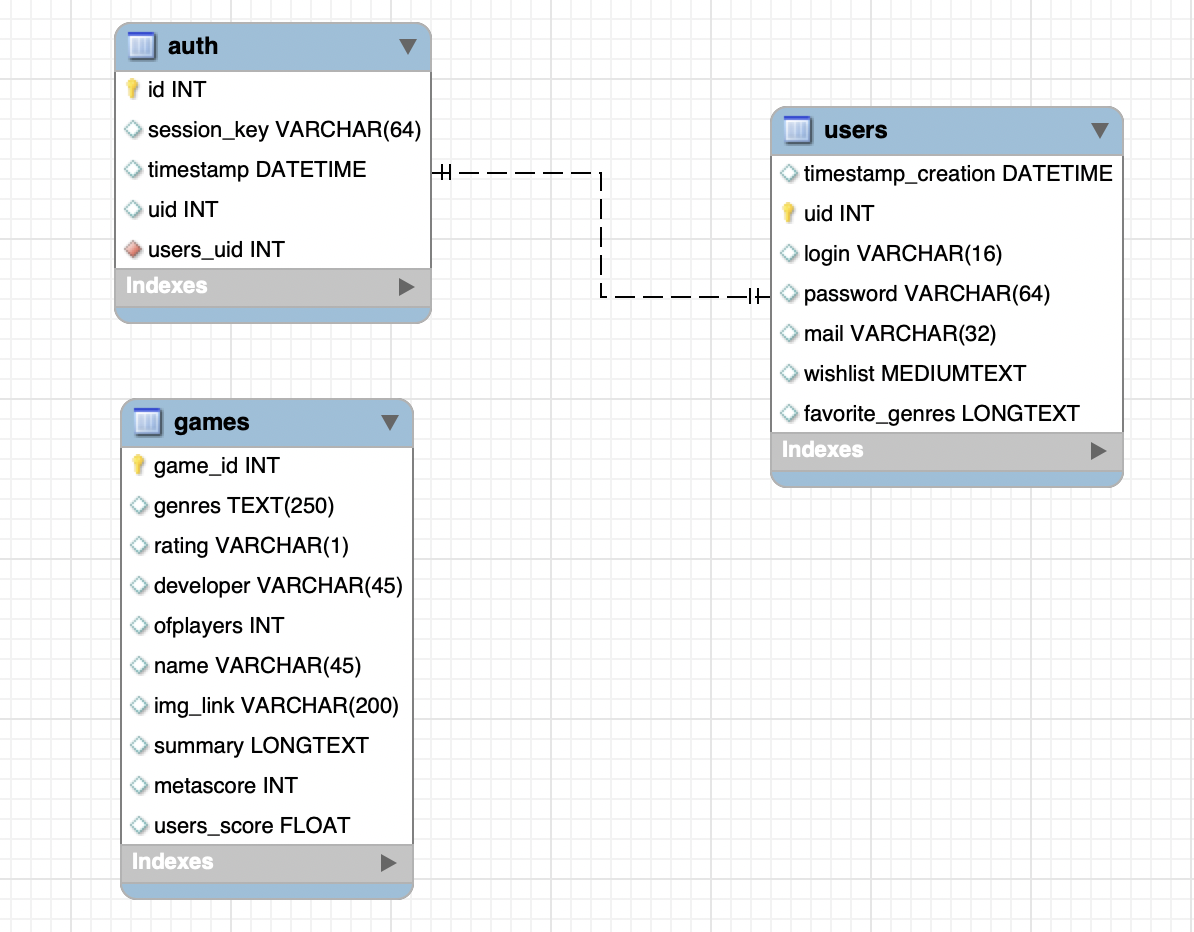 auth
id INT
session_key VARCHAR(64)
timestamp DATETIME
uid INT
users_uid INT
Indexes
users
timestamp_creation DATETIME
uid INT
login VARCHAR(16)
password VARCHAR(64)
mail VARCHAR(32)
wishlist MEDIUMTEXT
favorite_genres LONGTEXT
Indexes
games
game_id INT
genres TEXT(250)
rating VARCHAR(1)
developer VARCHAR(45)
ofplayers INT
name VARCHAR(45)
img_link VARCHAR(200)
summary LONGTEXT
metascore INT
users_score FLOAT
Indexes